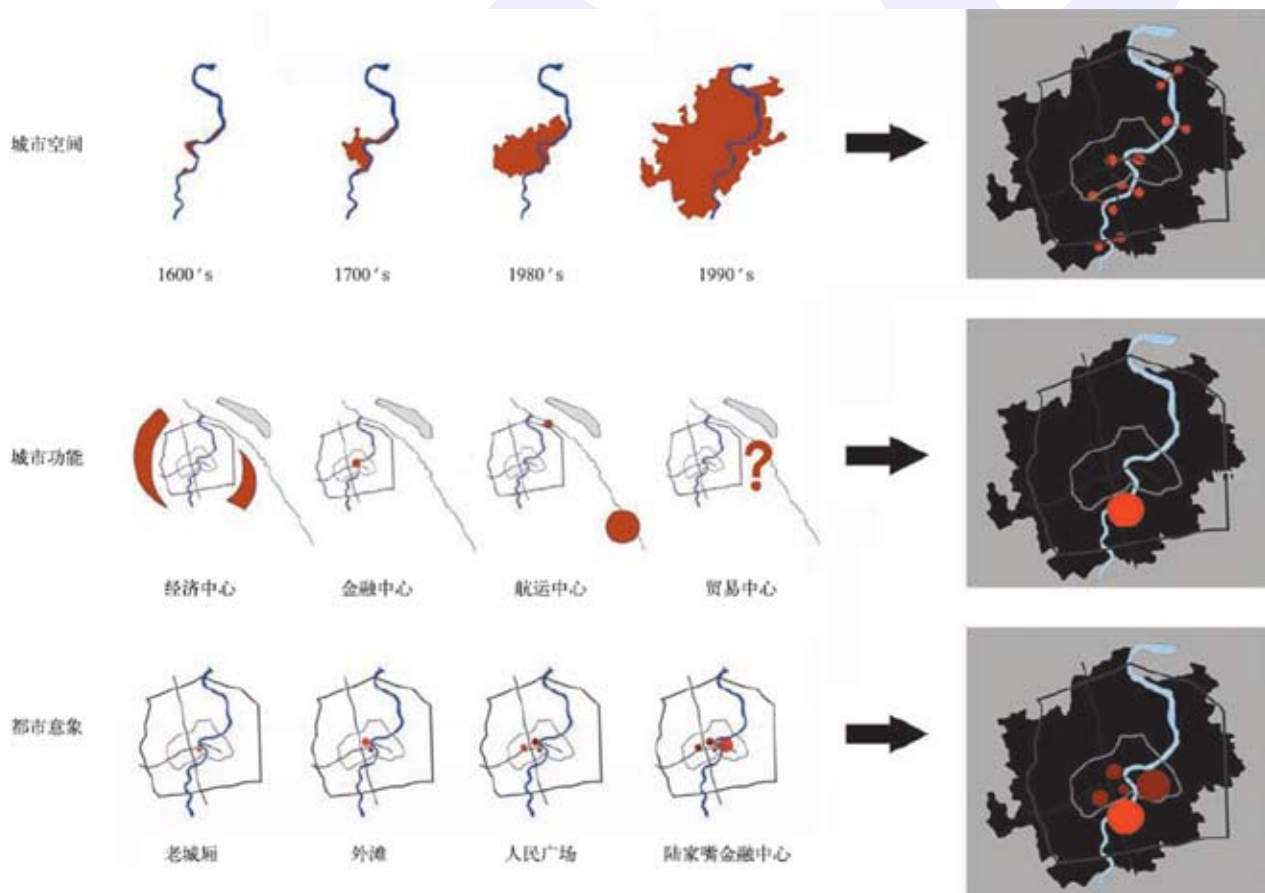 城市空间
1600's
1700's
1980's
1990's
城市功能
?
经济中心
金融中心
航运中心
贸易中心
都市意象
老城厢
外滩
人民广场
陆家嘴金融中心